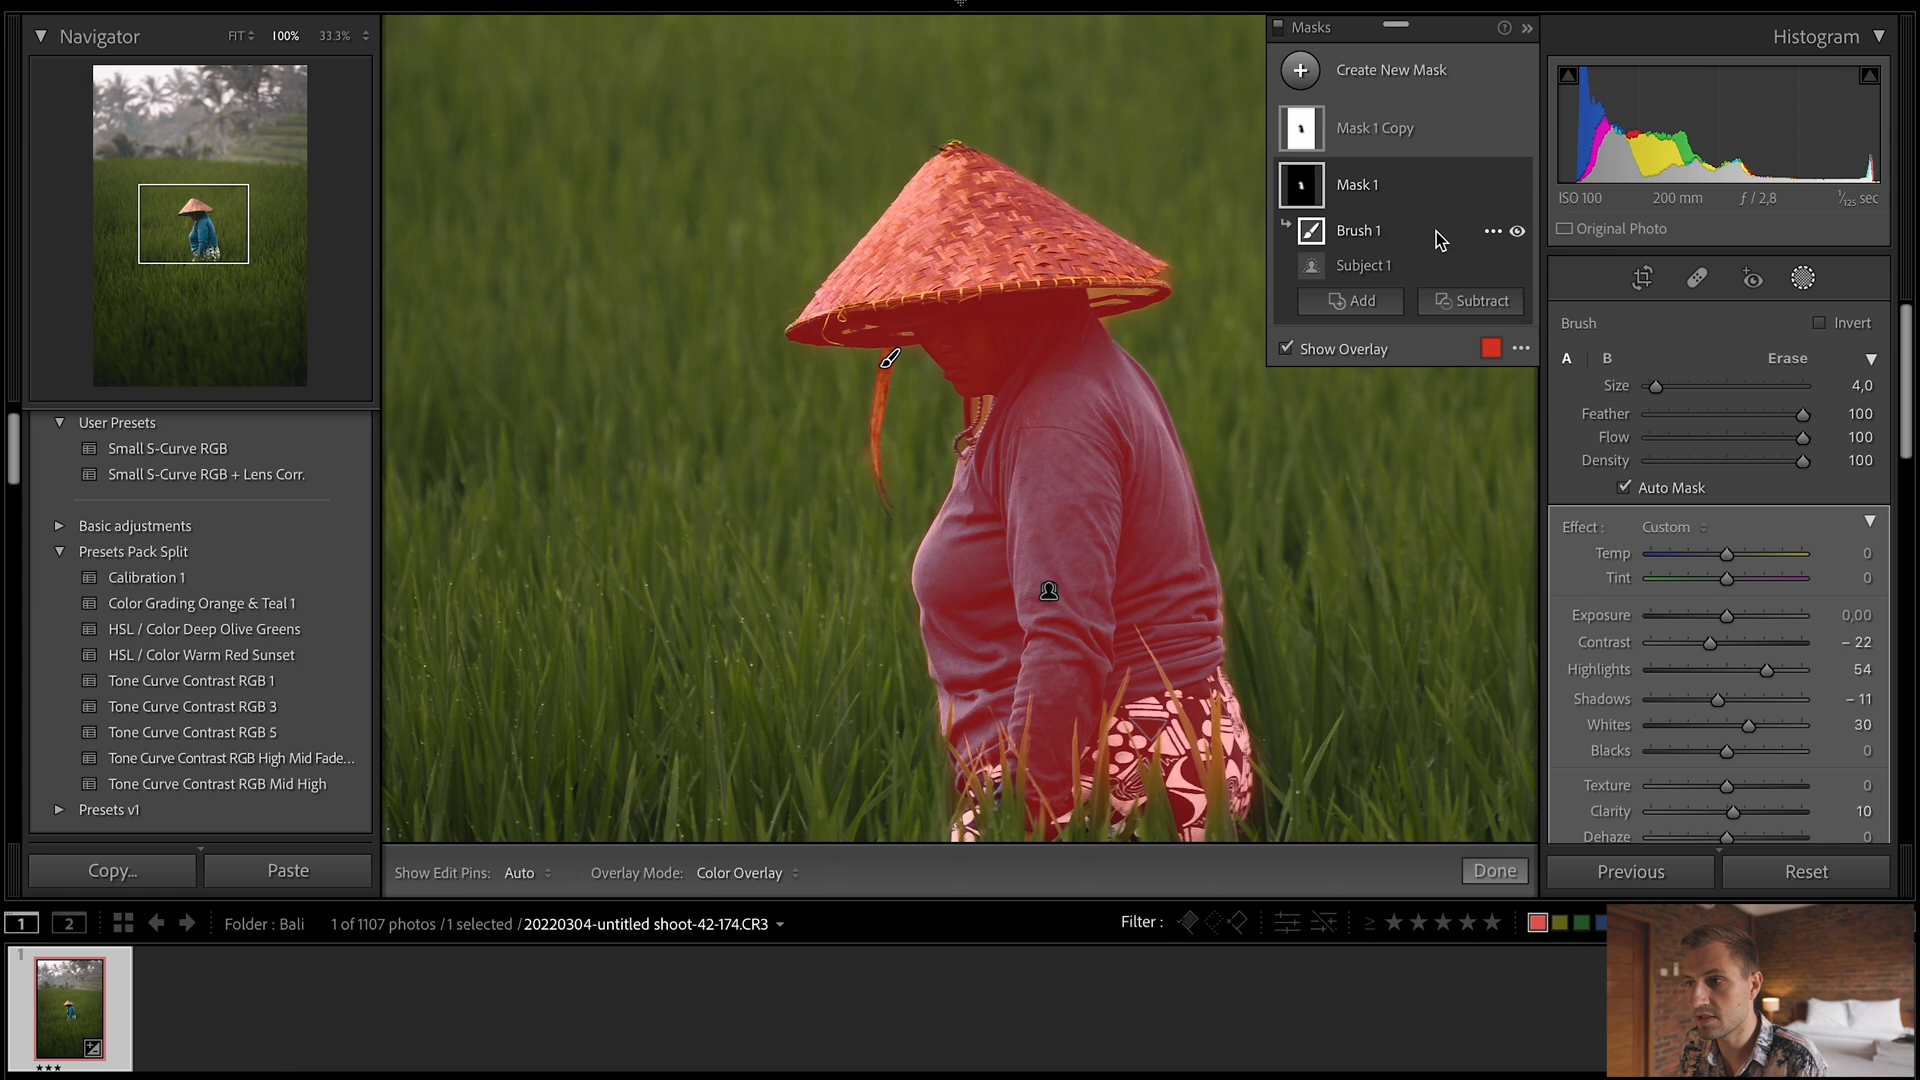 Navigator
FIT 100% 33.3%
User Presets
Small S-Curve RGB
Small S-Curve RGB + Lens Corr.
Basic adjustments
Presets Pack Split
Calibration 1
Color Grading Orange & Teal 1
HSL / Color Deep Olive Greens
HSL / Color Warm Red Sunset
Tone Curve Contrast RGB 1
Tone Curve Contrast RGB 3
Tone Curve Contrast RGB 5
Tone Curve Contrast RGB High Mid Fade...
Tone Curve Contrast RGB Mid High
Presets v1
Copy... Paste
Masks
Create New Mask
Mask 1 Copy
Mask 1
Brush 1
Subject 1
Add Subtract
Show Overlay
Show Edit Pins: Auto Overlay Mode: Color Overlay Done
Histogram
ISO 100 200 mm ƒ / 2,8 1/125 sec
Original Photo
Brush Invert
A B Erase
Size 4,0
Feather 100
Flow 100
Density 100
Auto Mask
Effect : Custom
Temp 0
Tint 0
Exposure 0,00
Contrast – 22
Highlights 54
Shadows – 11
Whites 30
Blacks 0
Texture 0
Clarity 10
Dehaze 0
Previous Reset
1 2 Folder : Bali 1 of 1107 photos / 1 selected / 20220304-untitled shoot-42-174.CR3 Filter :
1